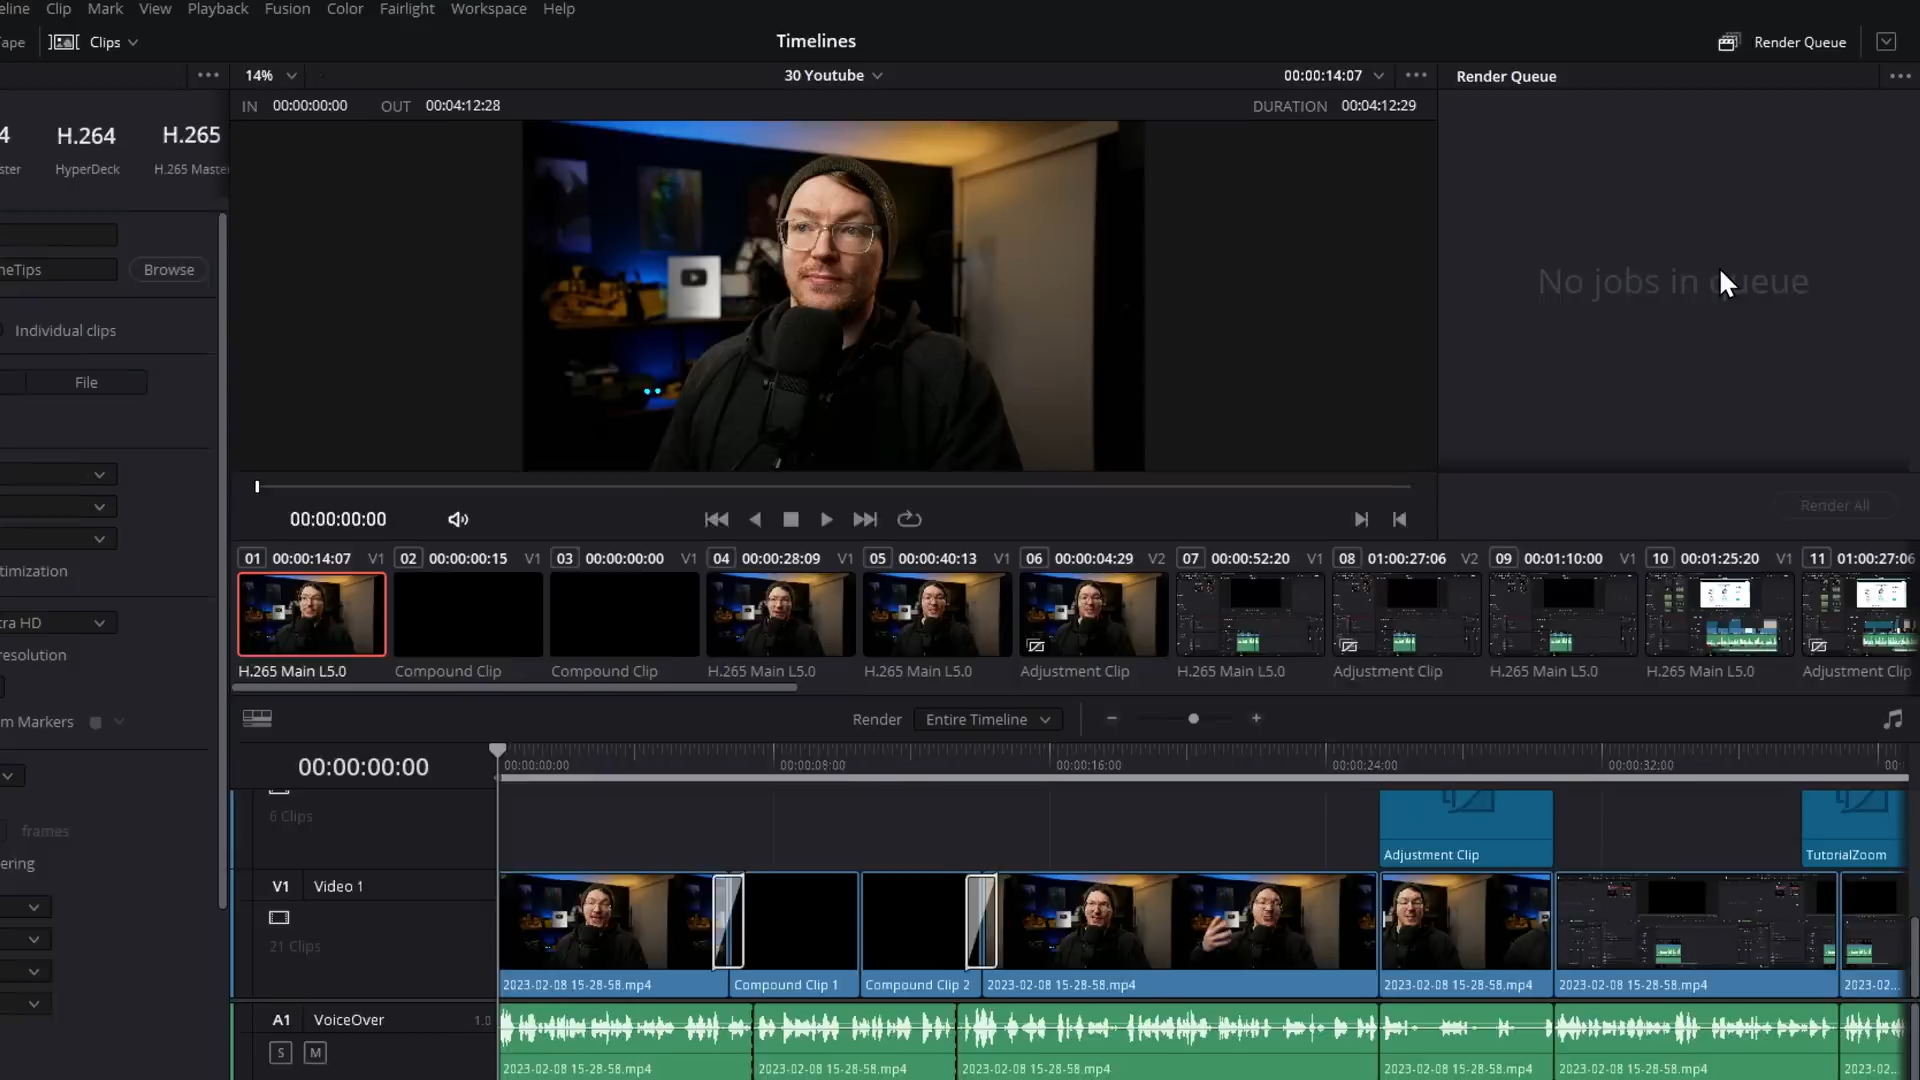 eline Clip Mark View Playback Fusion Color Fairlight Workspace Help
ape Clips Timelines Render Queue
14% 30 Youtube 00:00:14:07 Render Queue
IN 00:00:00:00 OUT 00:04:12:28 DURATION 00:04:12:29
4 H.264 H.265
ster HyperDeck H.265 Maste
neTips Browse
Individual clips
File
No jobs in queue
timization
tra HD
resolution
m Markers
frames
ering
Render All
00:00:00:00
01 00:00:14:07 V1 02 00:00:00:15 V1 03 00:00:00:00 V1 04 00:00:28:09 V1 05 00:00:40:13 V1 06 00:00:04:29 V2 07 00:00:52:20 V1 08 01:00:27:06 V2 09 00:01:10:00 V1 10 00:01:25:20 V1 11 01:00:27:06
H.265 Main L5.0 Compound Clip Compound Clip H.265 Main L5.0 H.265 Main L5.0 Adjustment Clip H.265 Main L5.0 Adjustment Clip H.265 Main L5.0 H.265 Main L5.0 Adjustment Clip
Render Entire Timeline
00:00:00:00 00:00:00:00 00:00:09:00 00:00:16:00 00:00:24:00 00:00:32:00 00:
6 Clips
Adjustment Clip TutorialZoom
V1 Video 1
21 Clips
2023-02-08 15-28-58.mp4 Compound Clip 1 Compound Clip 2 2023-02-08 15-28-58.mp4 2023-02-08 15-28-58.mp4 2023-02-08 15-28-58.mp4 2023-02...
A1 VoiceOver 1.0
S M
2023-02-08 15-28-58.mp4 2023-02-08 15-28-58.mp4 2023-02-08 15-28-58.mp4 2023-02-08 15-28-58.mp4 2023-02-08 15-28-58.mp4 2023-02..